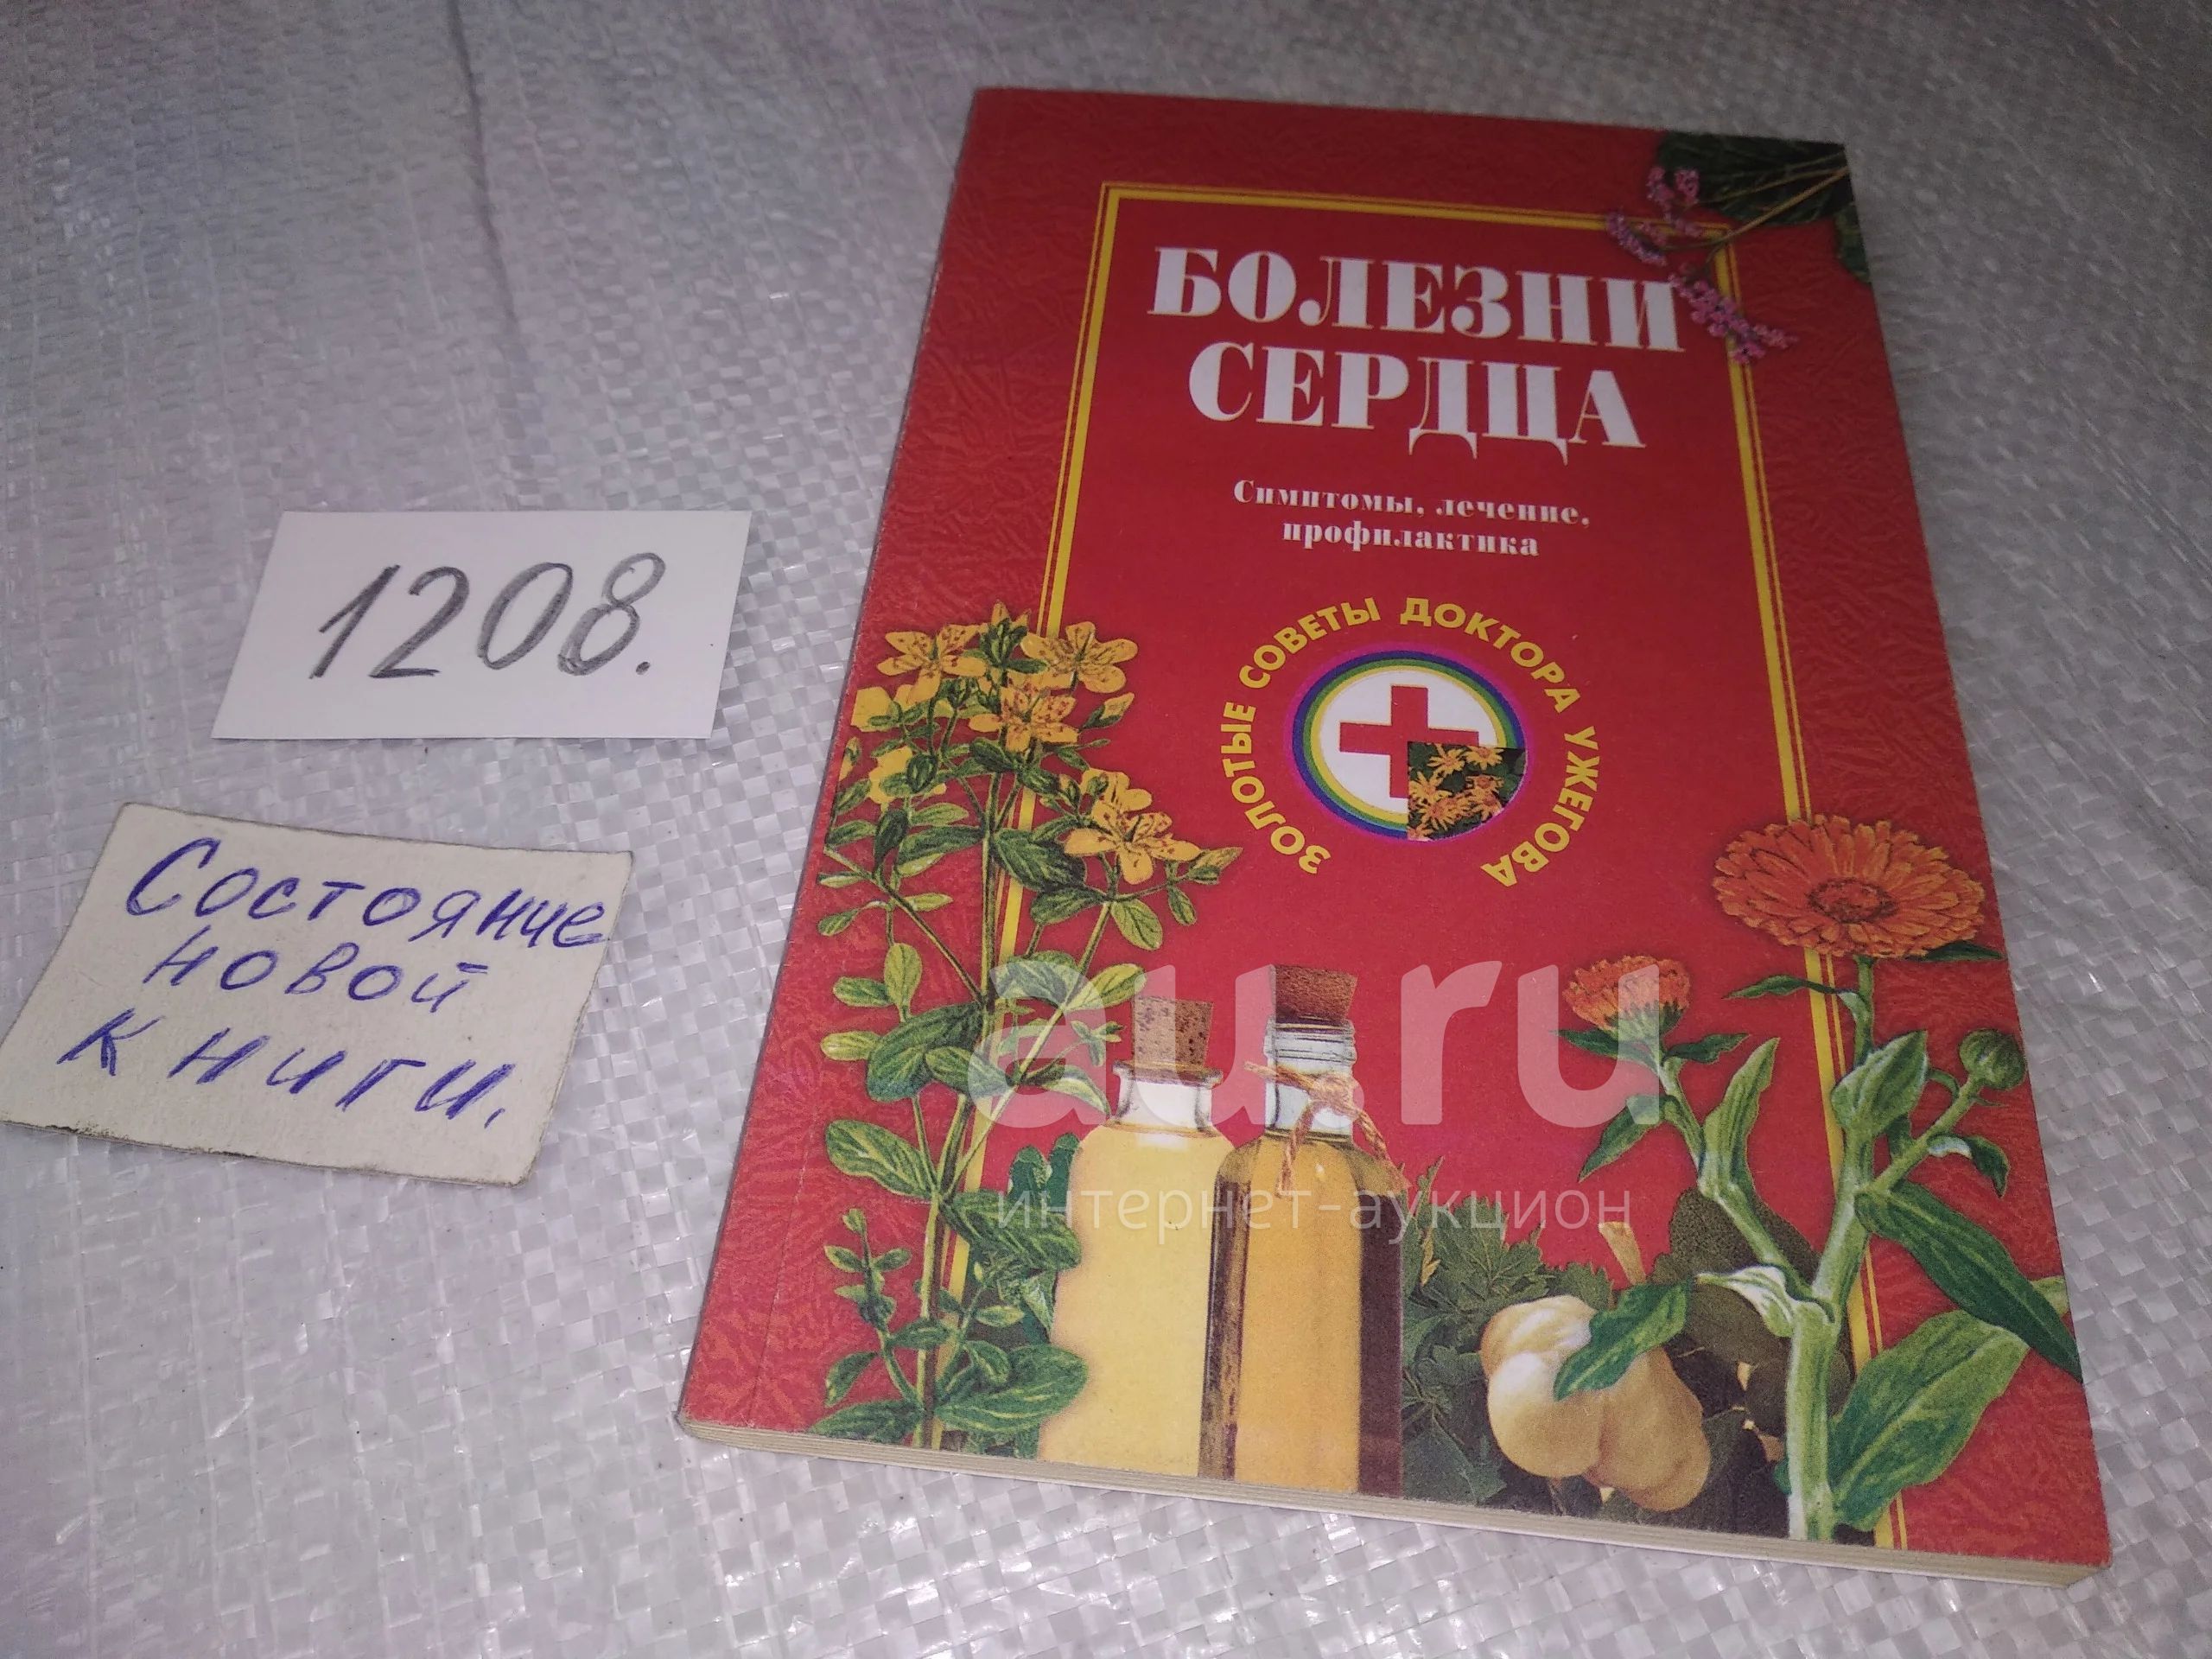 БОЛЕЗНИ
СЕРДЦА
Симптомы, лечение,
профилактика
ЗОЛОТЫЕ СОВЕТЫ ДОКТОРА УЖЕГОВА
1208.
Состояние
новой
книги.
au.ru
интернет-аукцион